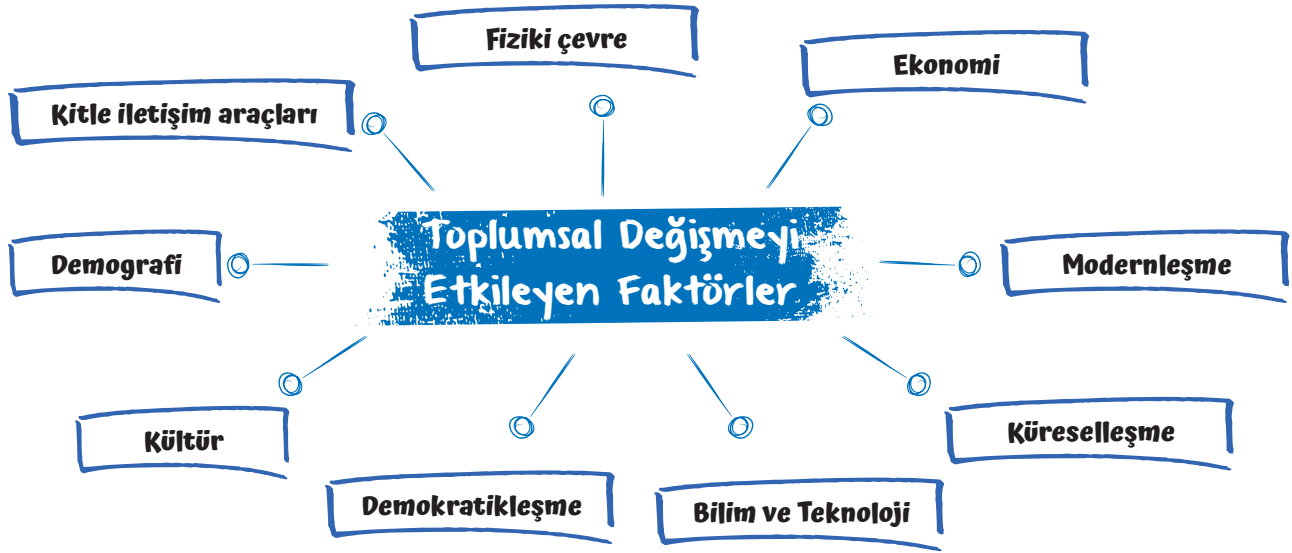 Fiziki çevre
Ekonomi
Kitle iletişim araçları
Toplumsal Değişmeyi
Etkileyen Faktörler
Demografi
Modernleşme
Kültür
Küreselleşme
Demokratikleşme
Bilim ve Teknoloji